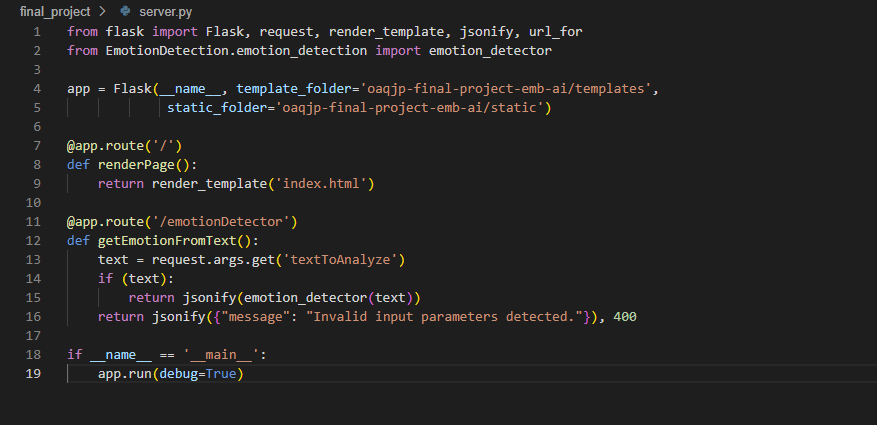 final_project > server.py
1 from flask import Flask, request, render_template, jsonify, url_for
2 from EmotionDetection.emotion_detection import emotion_detector
3
4 app = Flask(__name__, template_folder='oaqjp-final-project-emb-ai/templates',
5             static_folder='oaqjp-final-project-emb-ai/static')
6
7 @app.route('/')
8 def renderPage():
9     return render_template('index.html')
10
11 @app.route('/emotionDetector')
12 def getEmotionFromText():
13     text = request.args.get('textToAnalyze')
14     if (text):
15         return jsonify(emotion_detector(text))
16     return jsonify({"message": "Invalid input parameters detected."}), 400
17
18 if __name__ == '__main__':
19     app.run(debug=True)